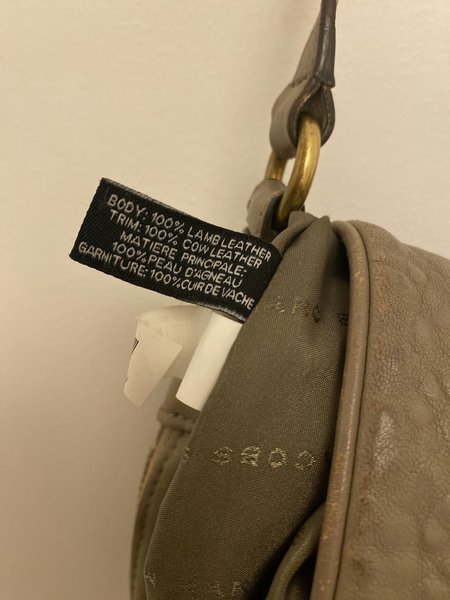 BODY: 100% LAMB LEATHER
TRIM: 100% COW LEATHER
MATIERE PRINCIPALE:
100% PEAU D'AGNEAU
GARNITURE: 100% CUIR DE VACHE